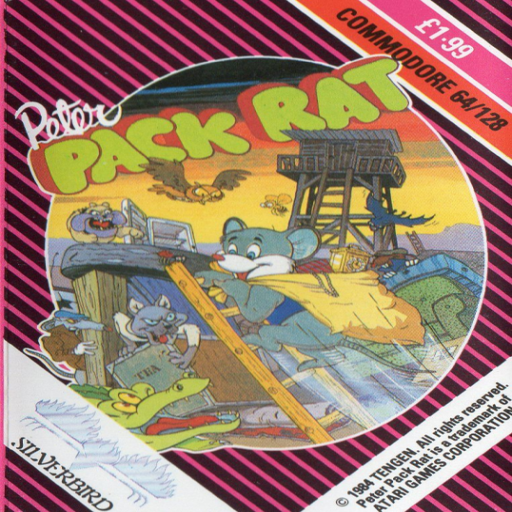 £1·99
COMMODORE 64/128
Peter
PACK RAT
SILVERBIRD
© 1984 TENGEN. All rights reserved.
Peter Pack Rat is a trademark of
ATARI GAMES CORPORATION